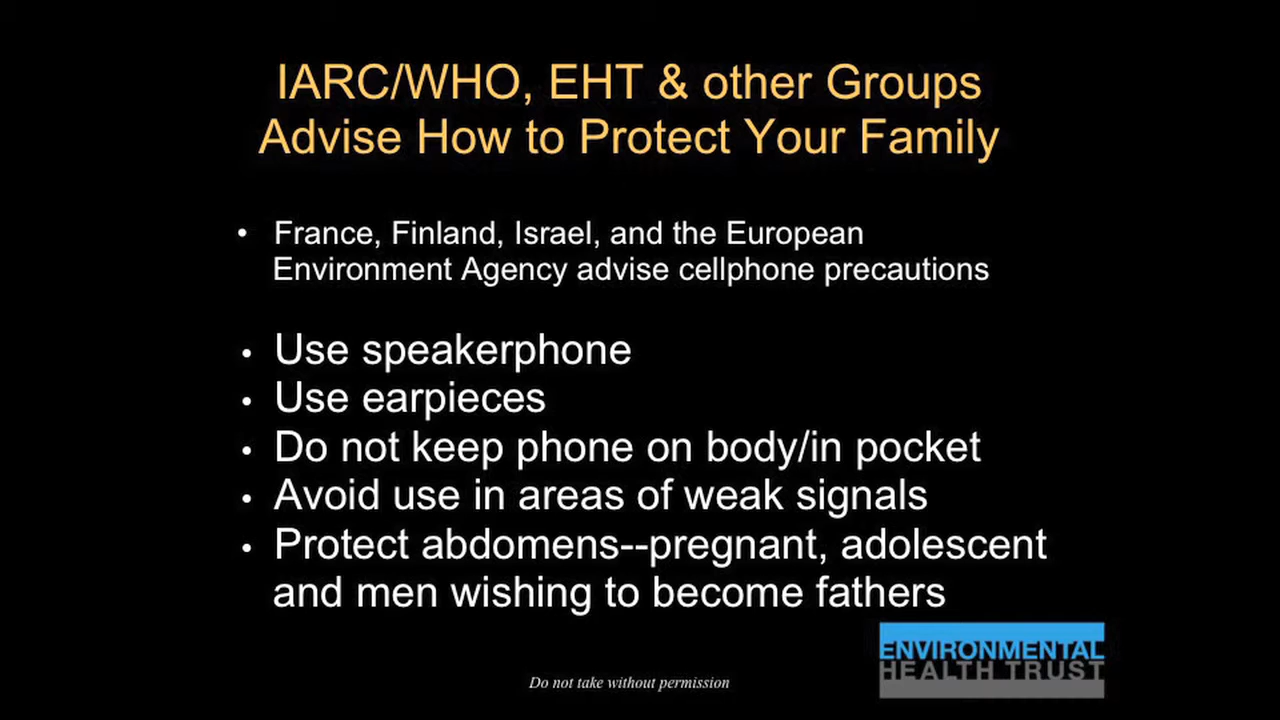 IARC/WHO, EHT & other Groups
Advise How to Protect Your Family
• France, Finland, Israel, and the European
Environment Agency advise cellphone precautions
• Use speakerphone
• Use earpieces
• Do not keep phone on body/in pocket
• Avoid use in areas of weak signals
• Protect abdomens--pregnant, adolescent
and men wishing to become fathers
ENVIRONMENTAL
HEALTH TRUST
Do not take without permission